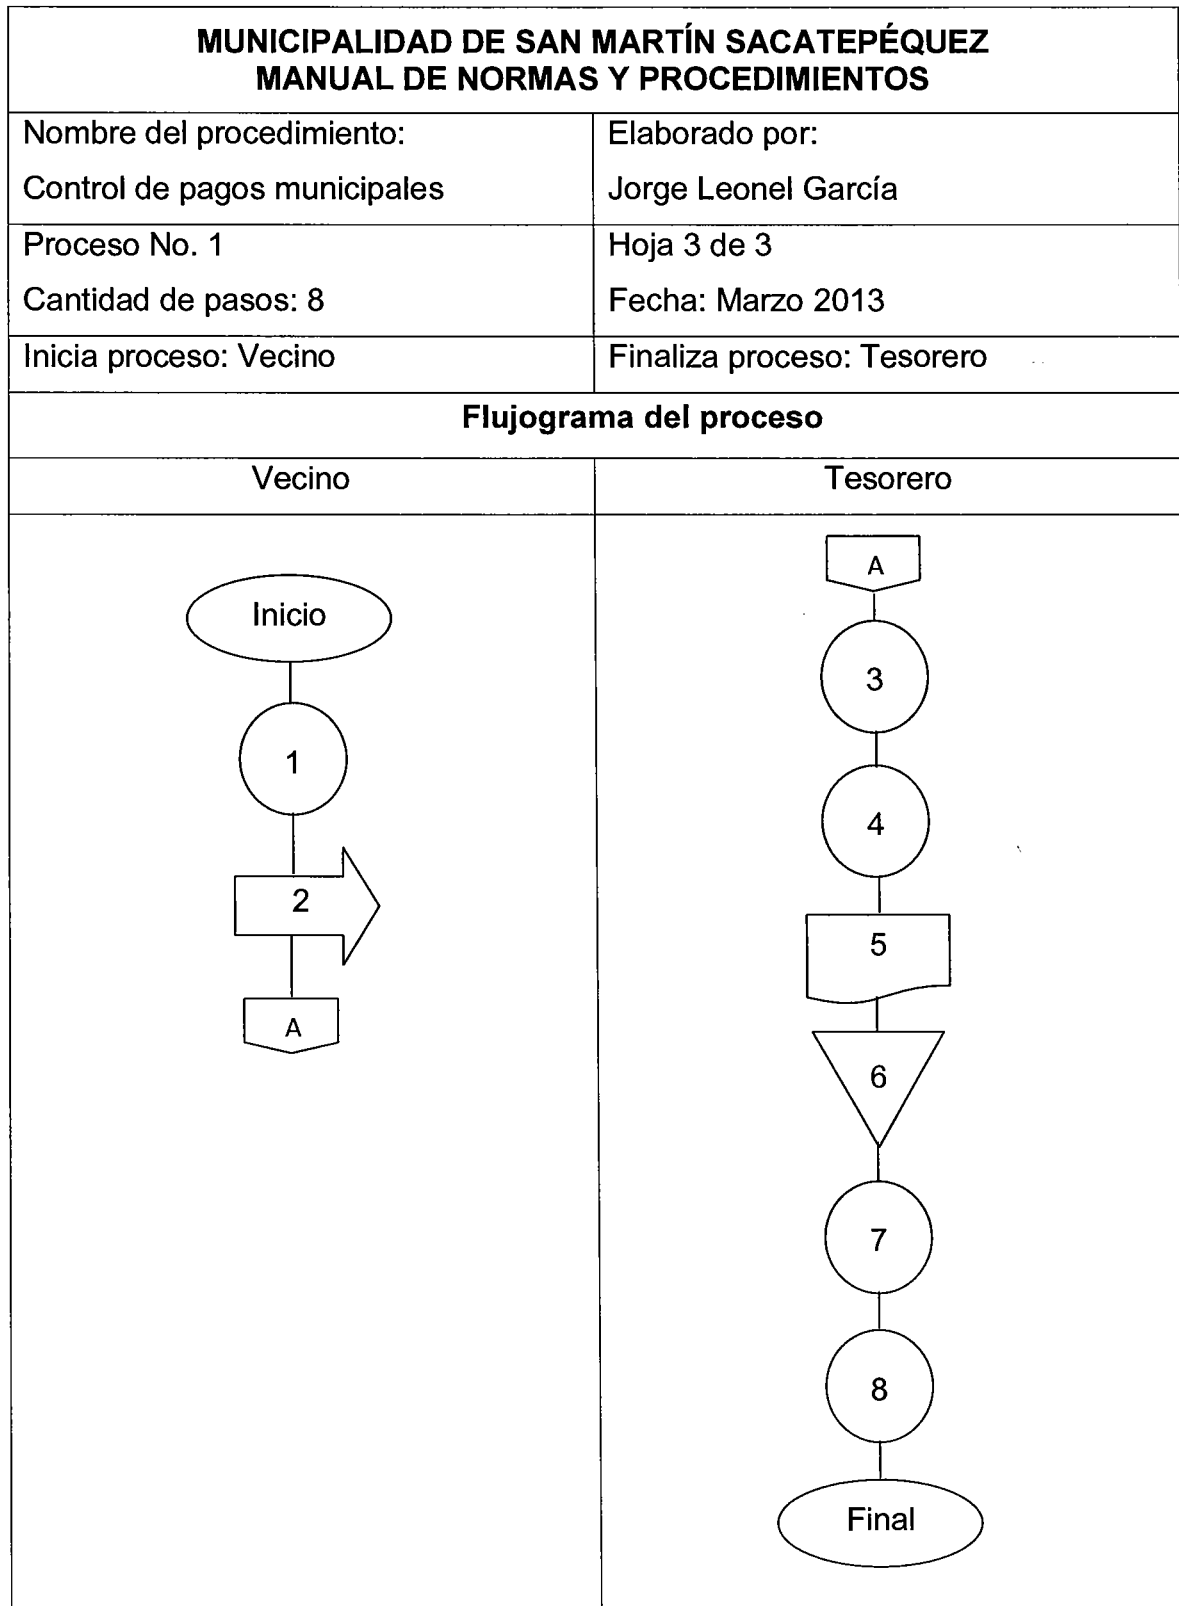 MUNICIPALIDAD DE SAN MARTÍN SACATEPÉQUEZ
MANUAL DE NORMAS Y PROCEDIMIENTOS
Nombre del procedimiento:
Control de pagos municipales
Elaborado por:
Jorge Leonel García
Proceso No. 1
Cantidad de pasos: 8
Hoja 3 de 3
Fecha: Marzo 2013
Inicia proceso: Vecino
Finaliza proceso: Tesorero
Flujograma del proceso
Vecino
Tesorero
Inicio
1
2
A
A
3
4
5
6
7
8
Final